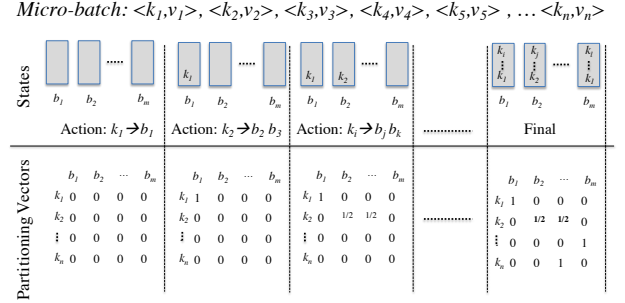 Micro-batch: <k1,v1>, <k2,v2>, <k3,v3>, <k4,v4>, <k5,v5> , … <kn,vn>
States
b1 b2 ..... bm
Action: k1→b1
k1 .....
b1 b2 bm
Action: k2→b2 b3
k1 k2 .....
b1 b2 bm
Action: ki→bj bk
..............
ki kj ki
⋮ ⋮ ..... ⋮
k1 k2 k1
b1 b2 bm
Final
Partitioning Vectors
b1 b2 ... bm
k1 0 0 0 0
k2 0 0 0 0
⋮ 0 0 0 0
kn 0 0 0 0
b1 b2 ... bm
k1 1 0 0 0
k2 0 0 0 0
⋮ 0 0 0 0
kn 0 0 0 0
b1 b2 ... bm
k1 1 0 0 0
k2 0 1/2 1/2 0
⋮ 0 0 0 0
kn 0 0 0 0
..............
b1 b2 ... bm
k1 1 0 0 0
k2 0 1/2 1/2 0
⋮ 0 0 0 1
kn 0 0 1 0